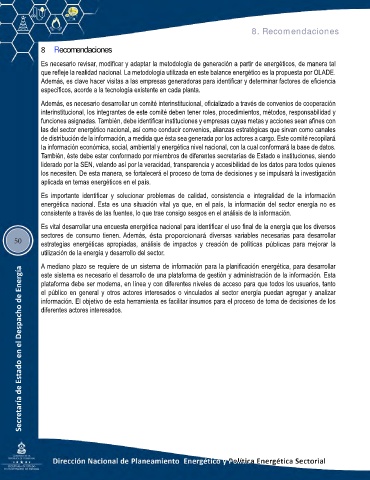 8. Recomendaciones
8 Recomendaciones
Es necesario revisar, modificar y adaptar la metodología de generación a partir de energéticos, de manera tal
que refleje la realidad nacional. La metodología utilizada en este balance energético es la propuesta por OLADE.
Además, es clave hacer visitas a las empresas generadoras para identificar y determinar factores de eficiencia
específicos, acorde a la tecnología existente en cada planta.
Además, es necesario desarrollar un comité interinstitucional, oficializado a través de convenios de cooperación
interinstitucional, los integrantes de este comité deben tener roles, procedimientos, métodos, responsabilidad y
funciones asignadas. También, debe identificar instituciones y empresas cuyas metas y acciones sean afines con
las del sector energético nacional, así como conducir convenios, alianzas estratégicas que sirvan como canales
de distribución de la información, a medida que ésta sea generada por los actores a cargo. Este comité recopilará
la información económica, social, ambiental y energética nivel nacional, con la cual conformará la base de datos.
También, éste debe estar conformado por miembros de diferentes secretarías de Estado e instituciones, siendo
liderado por la SEN, velando así por la veracidad, transparencia y accesibilidad de los datos para todos quienes
los necesiten. De esta manera, se fortalecerá el proceso de toma de decisiones y se impulsará la investigación
aplicada en temas energéticos en el país.
Es importante identificar y solucionar problemas de calidad, consistencia e integralidad de la información
energética nacional. Esta es una situación vital ya que, en el país, la información del sector energía no es
consistente a través de las fuentes, lo que trae consigo sesgos en el análisis de la información.
Es vital desarrollar una encuesta energética nacional para identificar el uso final de la energía que los diversos
sectores de consumo tienen. Además, ésta proporcionará diversas variables necesarias para desarrollar
estrategias energéticas apropiadas, análisis de impactos y creación de políticas públicas para mejorar la
utilización de la energía y desarrollo del sector.
A mediano plazo se requiere de un sistema de información para la planificación energética, para desarrollar
este sistema es necesario el desarrollo de una plataforma de gestión y administración de la información. Esta
plataforma debe ser moderna, en línea y con diferentes niveles de acceso para que todos los usuarios, tanto
el público en general y otros actores interesados o vinculados al sector energía puedan agregar y analizar
información. El objetivo de esta herramienta es facilitar insumos para el proceso de toma de decisiones de los
diferentes actores interesados.
50
Secretaría de Estado en el Despacho de Energía
Dirección Nacional de Planeamiento Energético y Política Energética Sectorial